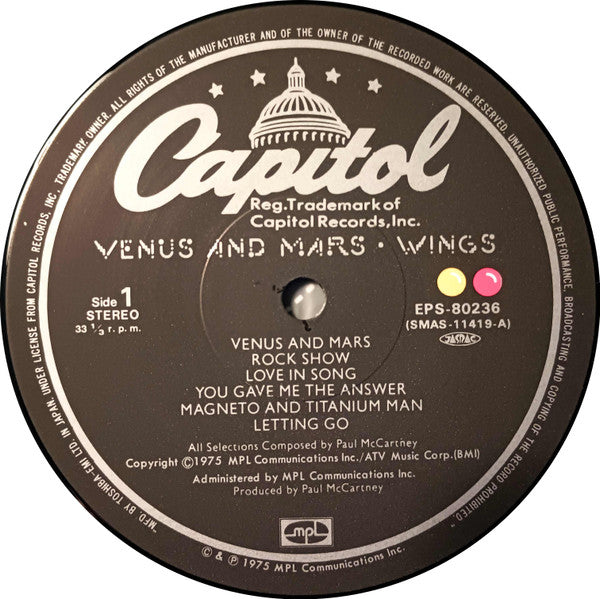 "MFD. BY TOSHIBA-EMI LTD. IN JAPAN. UNDER LICENSE FROM CAPITOL RECORDS, INC., TRADEMARK OWNER. ALL RIGHTS OF THE MANUFACTURER AND OF THE OWNER OF THE RECORDED WORK ARE RESERVED. UNAUTHORIZED PUBLIC PERFORMANCE, BROADCASTING AND COPYING OF THE RECORD PROHIBITED."
Capitol
Reg.Trademark of
Capitol Records,Inc.
VENUS AND MARS • WINGS
Side 1
STEREO
33 ⅓ r.p.m.
EPS-80236
(SMAS-11419-A)
JASRAC
VENUS AND MARS
ROCK SHOW
LOVE IN SONG
YOU GAVE ME THE ANSWER
MAGNETO AND TITANIUM MAN
LETTING GO
All Selections Composed by Paul McCartney
Copyright ©1975 MPL Communications Inc./ATV Music Corp.(BMI)
Administered by MPL Communications Inc.
Produced by Paul McCartney
mpl
© & ℗ 1975 MPL Communications Inc.